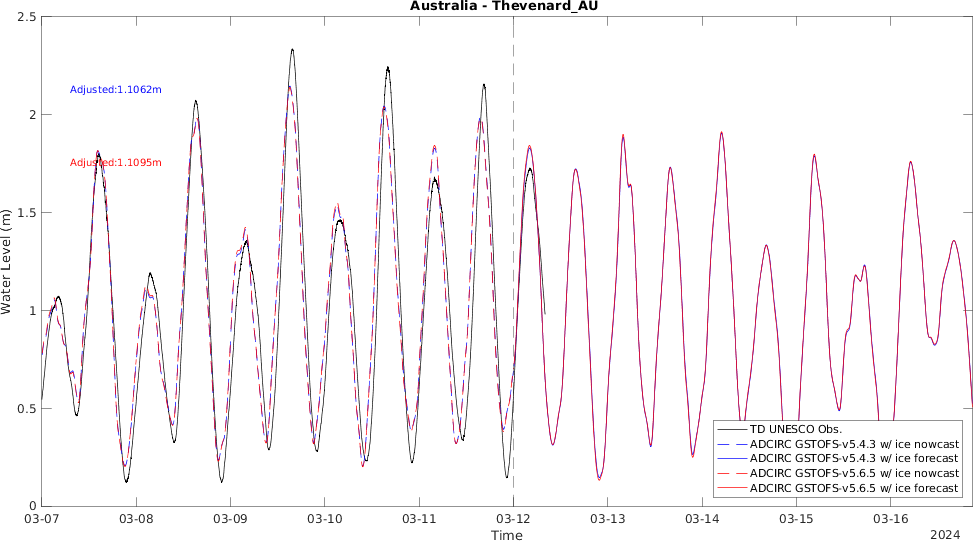 Australia - Thevenard_AU
2.5
2
1.5
1
0.5
0
Water Level (m)
Adjusted:1.1062m
Adjusted:1.1095m
TD UNESCO Obs.
ADCIRC GSTOFS-v5.4.3 w/ ice nowcast
ADCIRC GSTOFS-v5.4.3 w/ ice forecast
ADCIRC GSTOFS-v5.6.5 w/ ice nowcast
ADCIRC GSTOFS-v5.6.5 w/ ice forecast
03-07 03-08 03-09 03-10 03-11 03-12 03-13 03-14 03-15 03-16
Time
2024